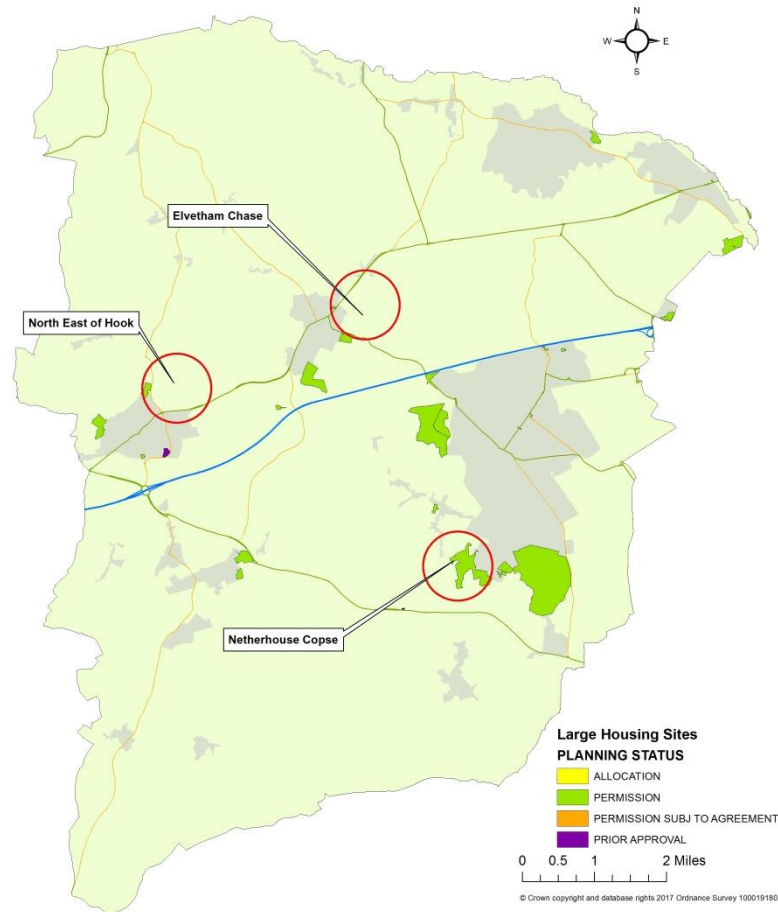 N
W E
S
Elvetham Chase
North East of Hook
Netherhouse Copse
Large Housing Sites
PLANNING STATUS
ALLOCATION
PERMISSION
PERMISSION SUBJ TO AGREEMENT
PRIOR APPROVAL
0 0.5 1 2 Miles
© Crown copyright and database rights 2017 Ordnance Survey 100019180